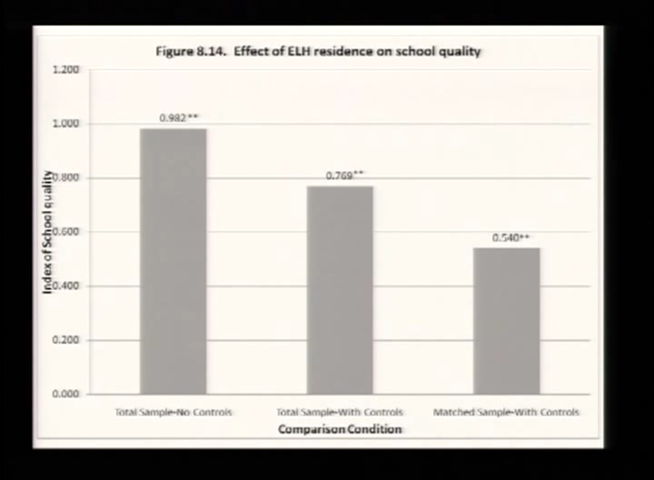 Figure 8.14. Effect of ELH residence on school quality
1.200
1.000
0.800
0.600
0.400
0.200
0.000
Index of School quality
0.982**
0.769**
0.540**
Total Sample-No Controls
Total Sample-With Controls
Matched Sample-With Controls
Comparison Condition